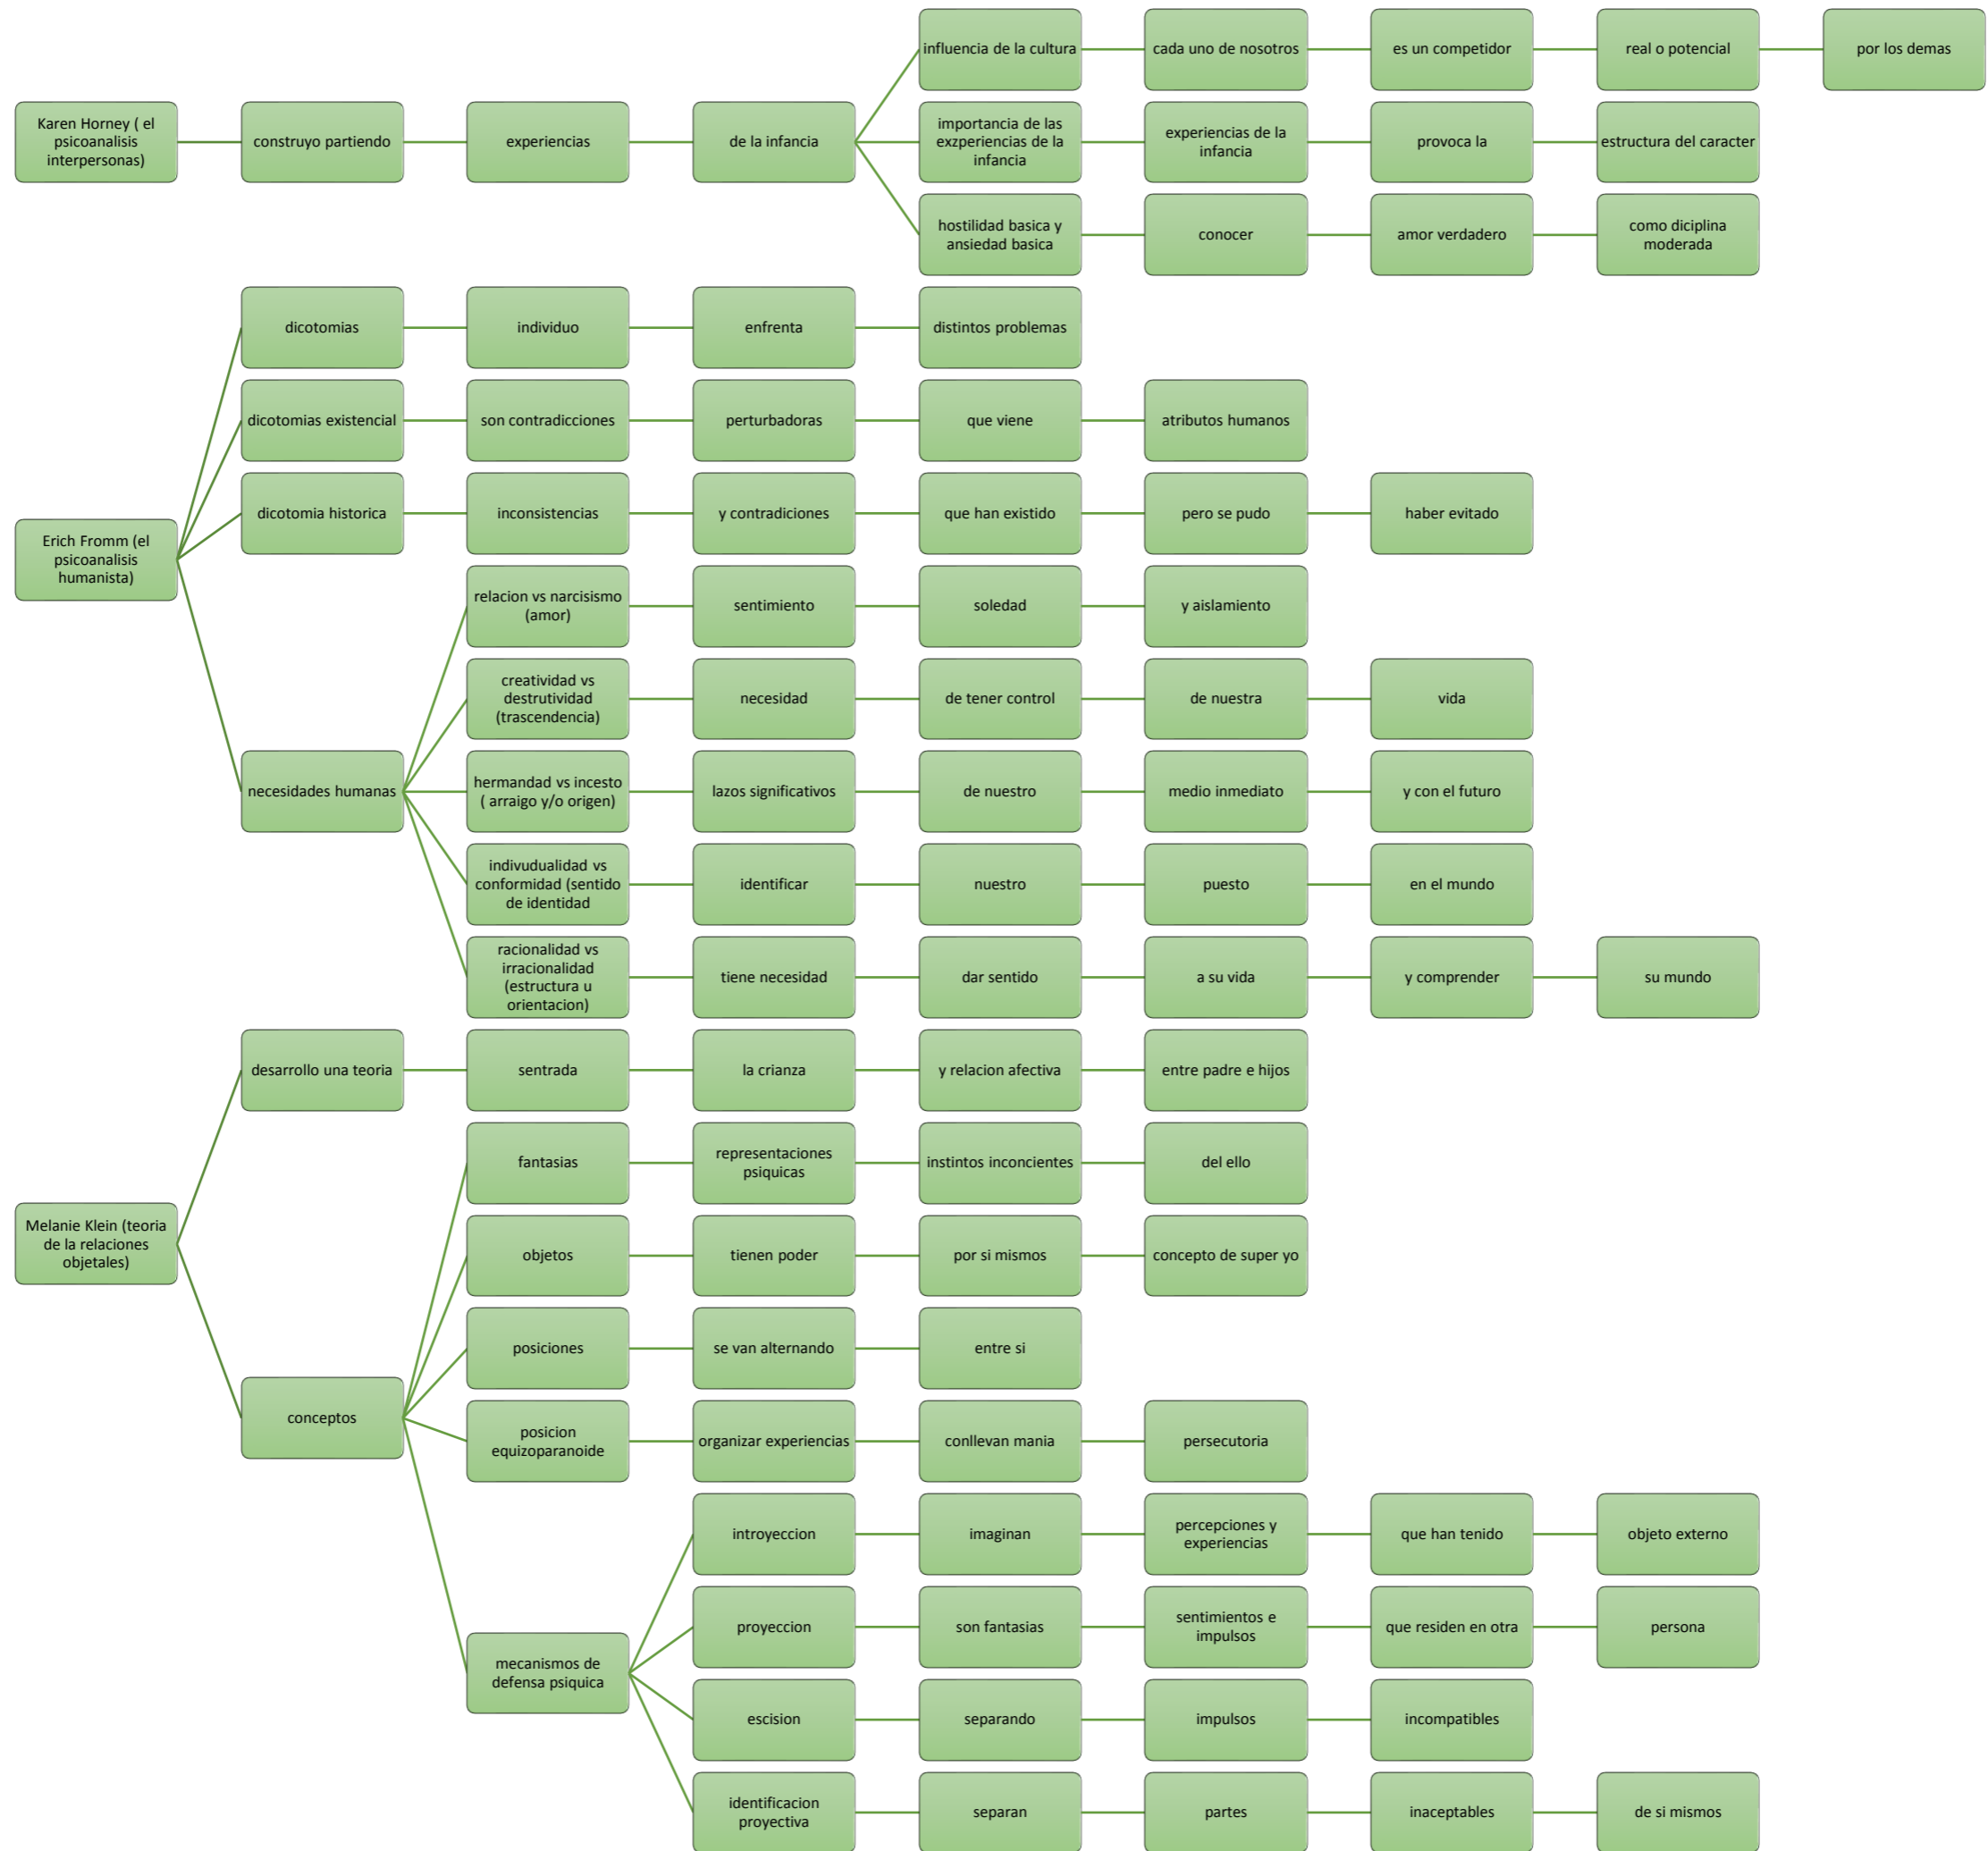 influencia de la cultura
cada uno de nosotros
es un competidor
real o potencial
por los demas
Karen Horney ( el
psicoanalisis
interpersonas)
construyo partiendo
experiencias
de la infancia
importancia de las
exzperiencias de la
infancia
experiencias de la
infancia
provoca la
estructura del caracter
hostilidad basica y
ansiedad basica
conocer
amor verdadero
como diciplina
moderada
Erich Fromm (el
psicoanalisis
humanista)
dicotomias
individuo
enfrenta
distintos problemas
dicotomias existencial
son contradicciones
perturbadoras
que viene
atributos humanos
dicotomia historica
inconsistencias
y contradiciones
que han existido
pero se pudo
haber evitado
necesidades humanas
relacion vs narcisismo
(amor)
sentimiento
soledad
y aislamiento
creatividad vs
destrutividad
(trascendencia)
necesidad
de tener control
de nuestra
vida
hermandad vs incesto
( arraigo y/o origen)
lazos significativos
de nuestro
medio inmediato
y con el futuro
indivudualidad vs
conformidad (sentido
de identidad
identificar
nuestro
puesto
en el mundo
racionalidad vs
irracionalidad
(estructura u
orientacion)
tiene necesidad
dar sentido
a su vida
y comprender
su mundo
Melanie Klein (teoria
de la relaciones
objetales)
desarrollo una teoria
sentrada
la crianza
y relacion afectiva
entre padre e hijos
conceptos
fantasias
representaciones
psiquicas
instintos inconcientes
del ello
objetos
tienen poder
por si mismos
concepto de super yo
posiciones
se van alternando
entre si
posicion
equizoparanoide
organizar experiencias
conllevan mania
persecutoria
mecanismos de
defensa psiquica
introyeccion
imaginan
percepciones y
experiencias
que han tenido
objeto externo
proyeccion
son fantasias
sentimientos e
impulsos
que residen en otra
persona
escision
separando
impulsos
incompatibles
identificacion
proyectiva
separan
partes
inaceptables
de si mismos